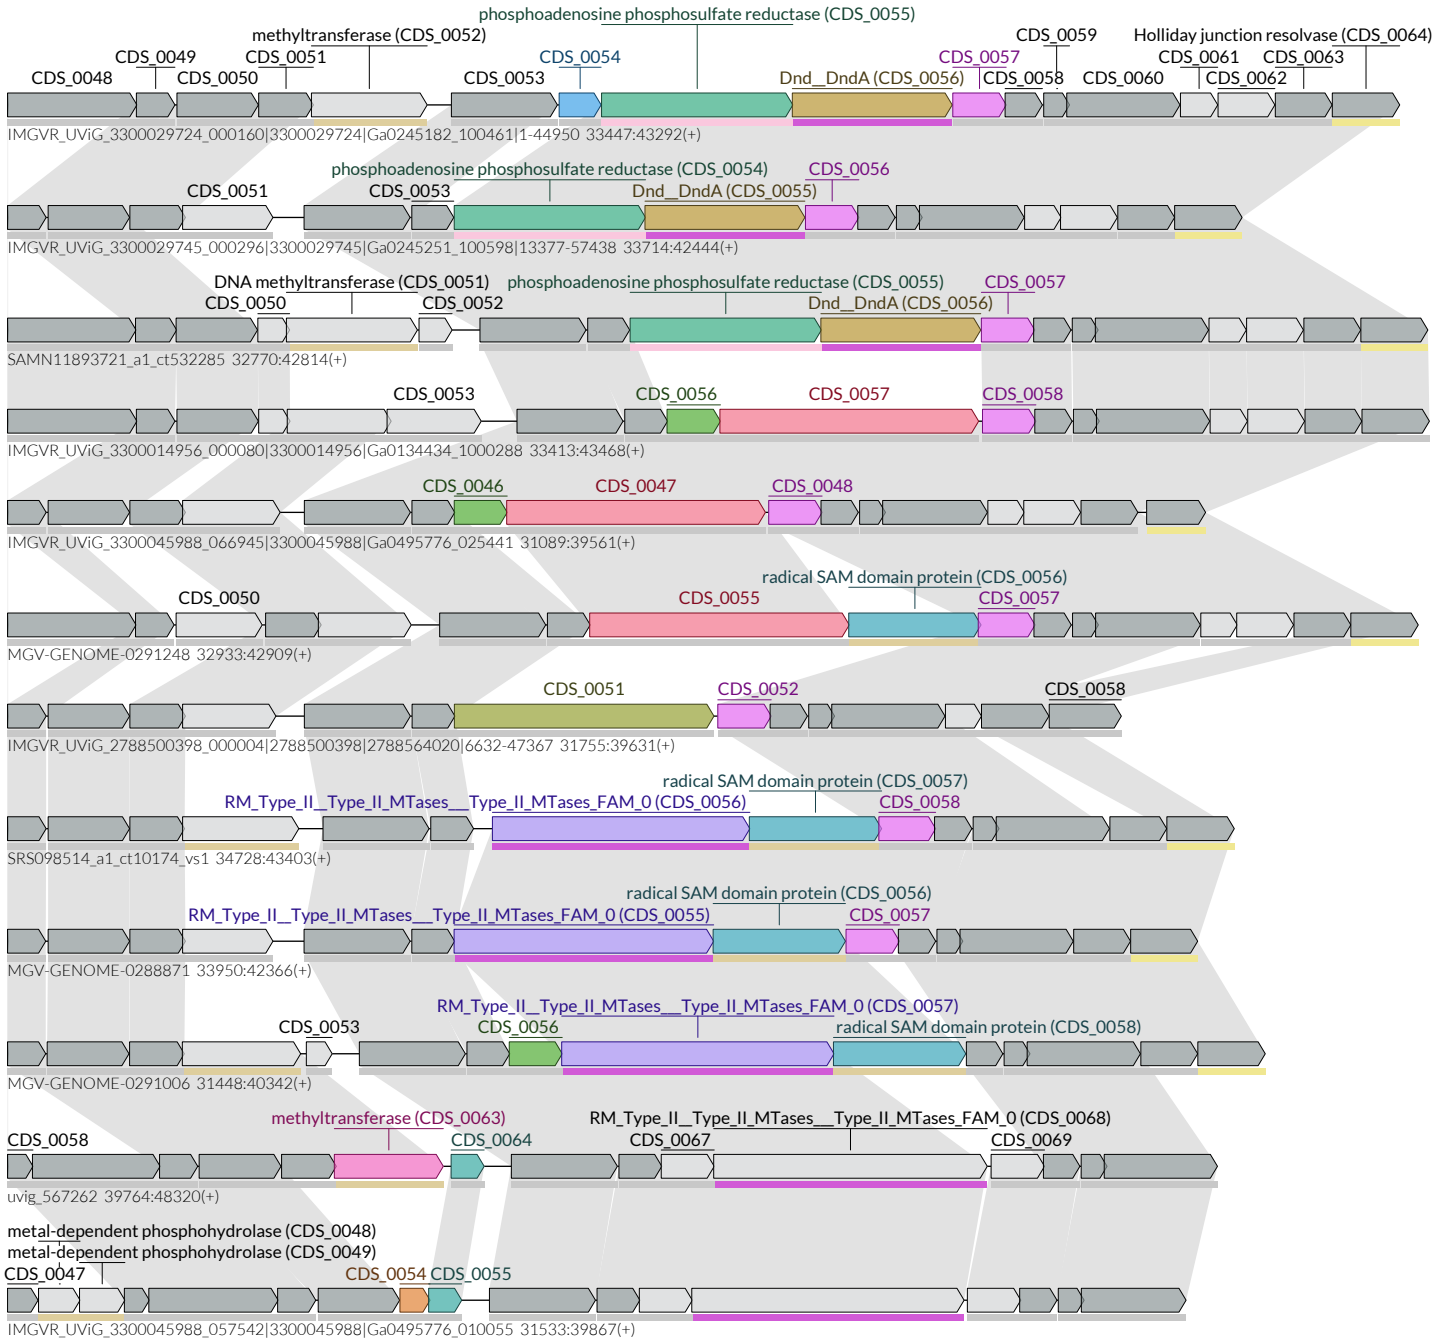 phosphoadenosine phosphosulfate reductase (CDS_0055)
methyltransferase (CDS_0052) CDS_0059 Holliday junction resolvase (CDS_0064)
CDS_0049 CDS_0051 CDS_0054 CDS_0057 CDS_0061 CDS_0063
CDS_0048 CDS_0050 CDS_0053 Dnd__DndA (CDS_0056) CDS_0058 CDS_0060 CDS_0062
IMGVR_UViG_3300029724_000160|3300029724|Ga0245182_100461|1-44950 33447:43292(+)
phosphoadenosine phosphosulfate reductase (CDS_0054) CDS_0056
CDS_0051 CDS_0053 Dnd__DndA (CDS_0055)
IMGVR_UViG_3300029745_000296|3300029745|Ga0245251_100598|13377-57438 33714:42444(+)
DNA methyltransferase (CDS_0051) phosphoadenosine phosphosulfate reductase (CDS_0055) CDS_0057
CDS_0050 CDS_0052 Dnd__DndA (CDS_0056)
SAMN11893721_a1_ct532285 32770:42814(+)
CDS_0053 CDS_0056 CDS_0057 CDS_0058
IMGVR_UViG_3300014956_000080|3300014956|Ga0134434_1000288 33413:43468(+)
CDS_0046 CDS_0047 CDS_0048
IMGVR_UViG_3300045988_066945|3300045988|Ga0495776_025441 31089:39561(+)
radical SAM domain protein (CDS_0056)
CDS_0050 CDS_0055 CDS_0057
MGV-GENOME-0291248 32933:42909(+)
CDS_0051 CDS_0052 CDS_0058
IMGVR_UViG_2788500398_000004|2788500398|2788564020|6632-47367 31755:39631(+)
radical SAM domain protein (CDS_0057)
RM_Type_II__Type_II_MTases___Type_II_MTases_FAM_0 (CDS_0056) CDS_0058
SRS098514_a1_ct10174_vs1 34728:43403(+)
radical SAM domain protein (CDS_0056)
RM_Type_II__Type_II_MTases___Type_II_MTases_FAM_0 (CDS_0055) CDS_0057
MGV-GENOME-0288871 33950:42366(+)
RM_Type_II__Type_II_MTases___Type_II_MTases_FAM_0 (CDS_0057)
CDS_0053 CDS_0056 radical SAM domain protein (CDS_0058)
MGV-GENOME-0291006 31448:40342(+)
methyltransferase (CDS_0063) RM_Type_II__Type_II_MTases___Type_II_MTases_FAM_0 (CDS_0068)
CDS_0058 CDS_0064 CDS_0067 CDS_0069
uvig_567262 39764:48320(+)
metal-dependent phosphohydrolase (CDS_0048)
metal-dependent phosphohydrolase (CDS_0049)
CDS_0047 CDS_0054 CDS_0055
IMGVR_UViG_3300045988_057542|3300045988|Ga0495776_010055 31533:39867(+)